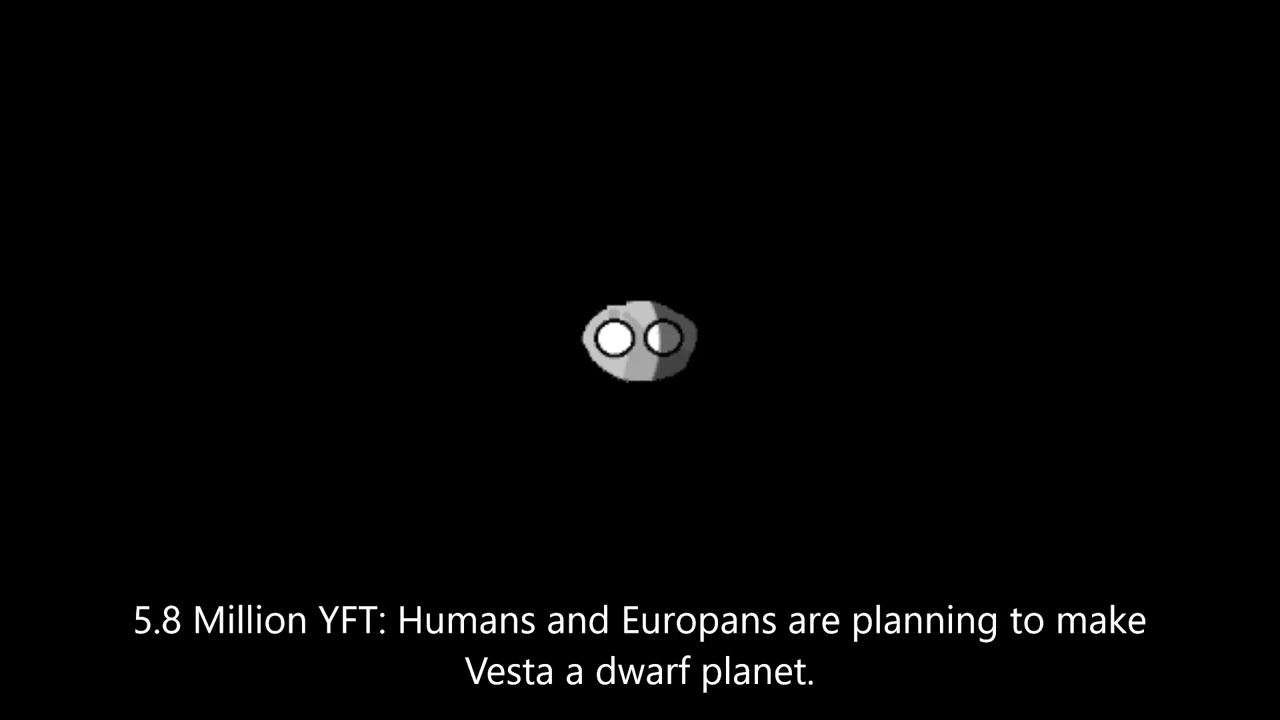 5.8 Million YFT: Humans and Europans are planning to make
Vesta a dwarf planet.